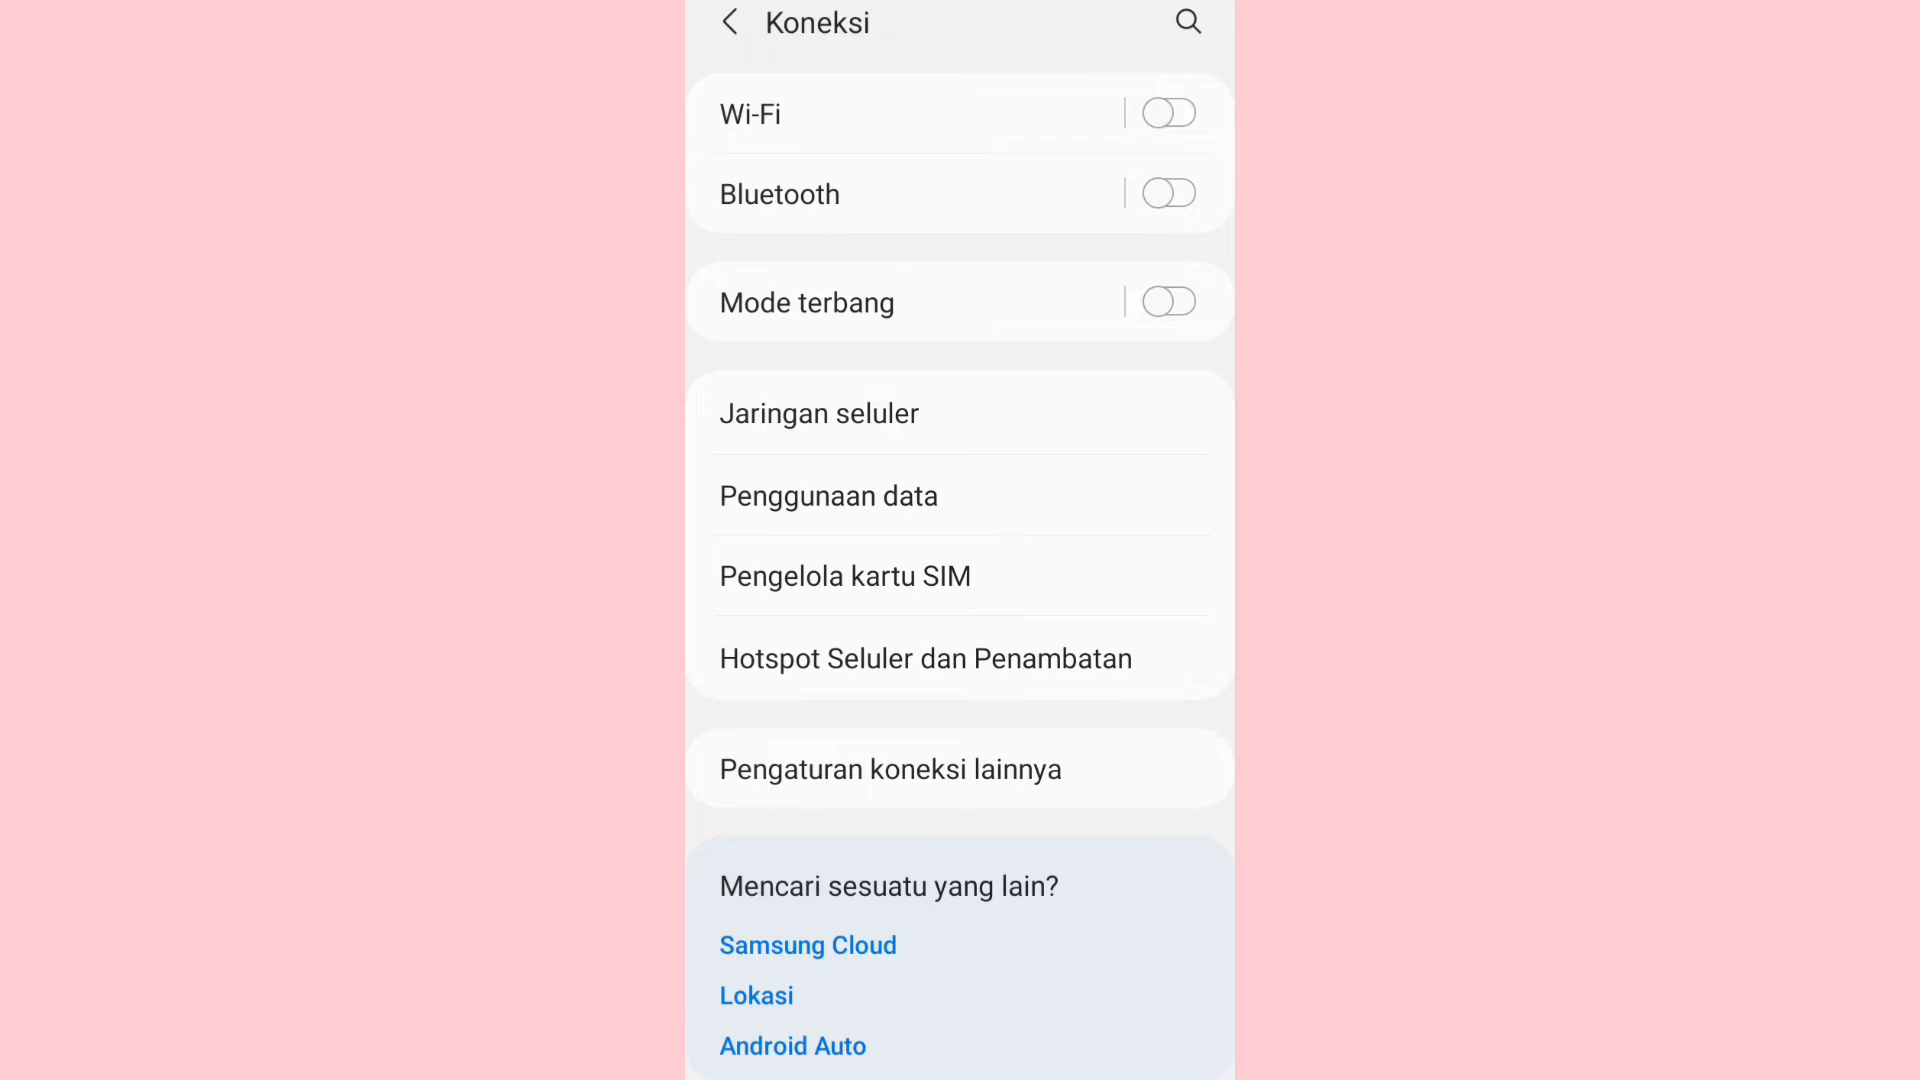 Koneksi
Wi-Fi
Bluetooth
Mode terbang
Jaringan seluler
Penggunaan data
Pengelola kartu SIM
Hotspot Seluler dan Penambatan
Pengaturan koneksi lainnya
Mencari sesuatu yang lain?
Samsung Cloud
Lokasi
Android Auto